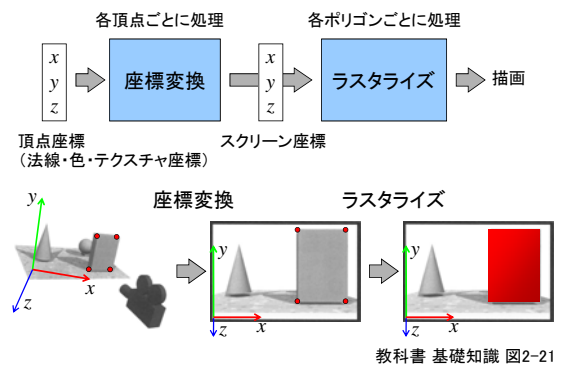 各頂点ごとに処理
各ポリゴンごとに処理
x
y
z
座標変換
x
y
z
ラスタライズ
描画
頂点座標
（法線・色・テクスチャ座標）
スクリーン座標
座標変換
ラスタライズ
y
x
z
y
x
z
y
x
z
教科書 基礎知識 図2-21